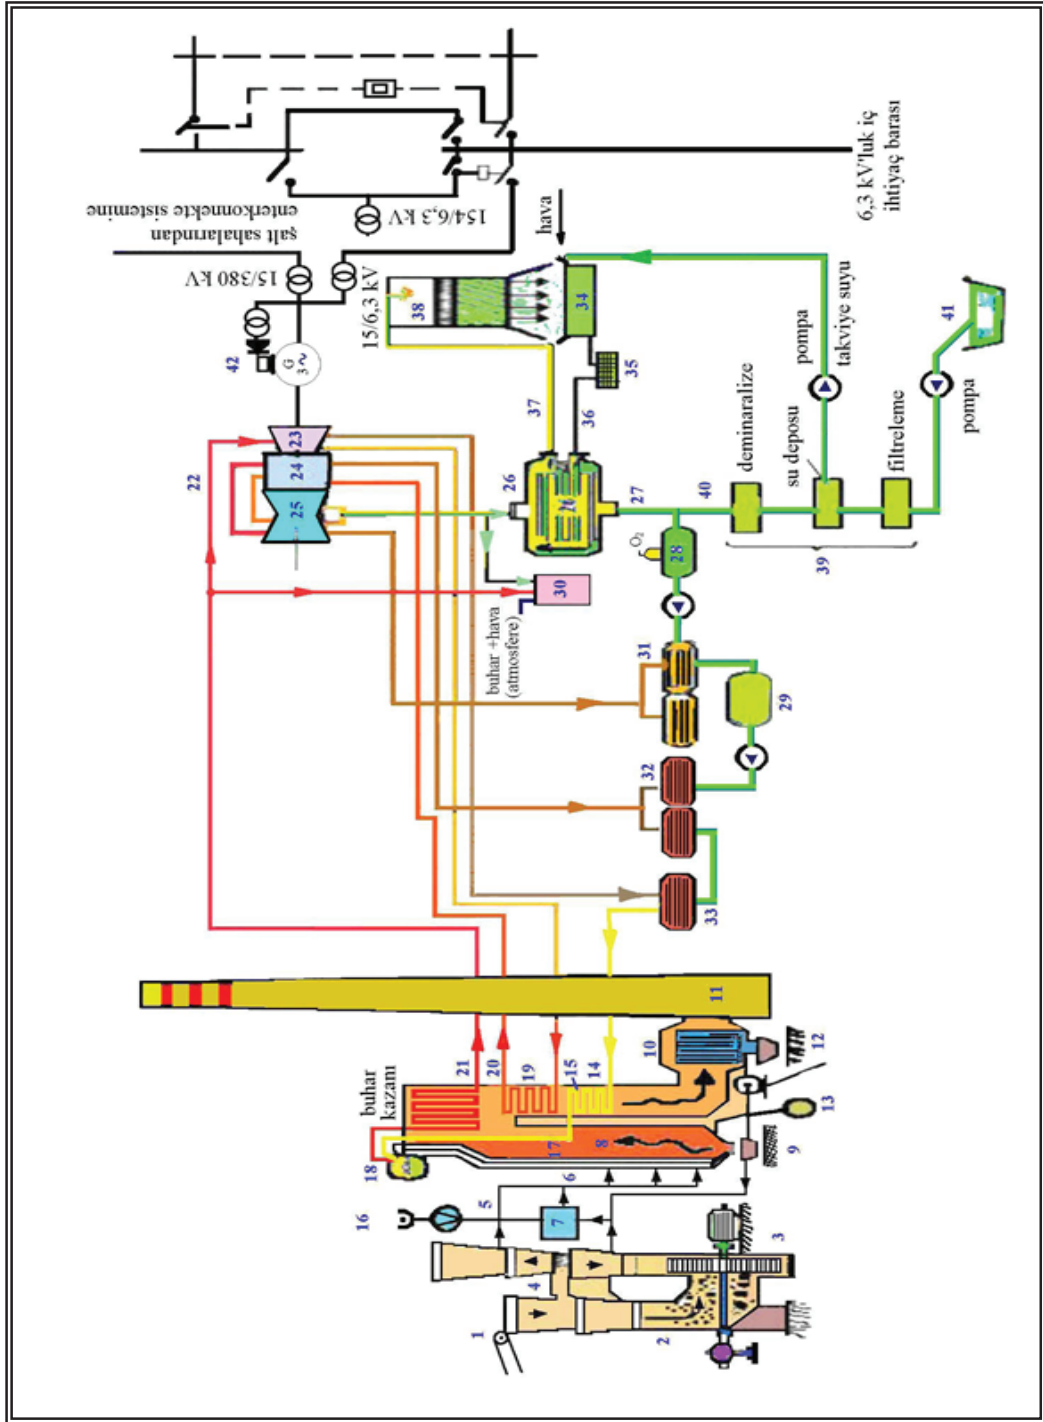 şalt sahalarından
enterkonnekte sistemine
154/6,3 kV
15/380 kV
15/6,3 kV
6,3 kV'luk iç
ihtiyaç barası
hava
42
G
3~
22
23
24
25
26
26
27
28
O₂
29
30
buhar +hava
(atmosfere)
31
32
33
34
35
36
37
38
39
40
41
deminaralize
su deposu
filtreleme
pompa
takviye suyu
pompa
buhar
kazanı
1
2
3
4
5
6
7
8
9
10
11
12
13
14
15
16
17
18
19
20
21